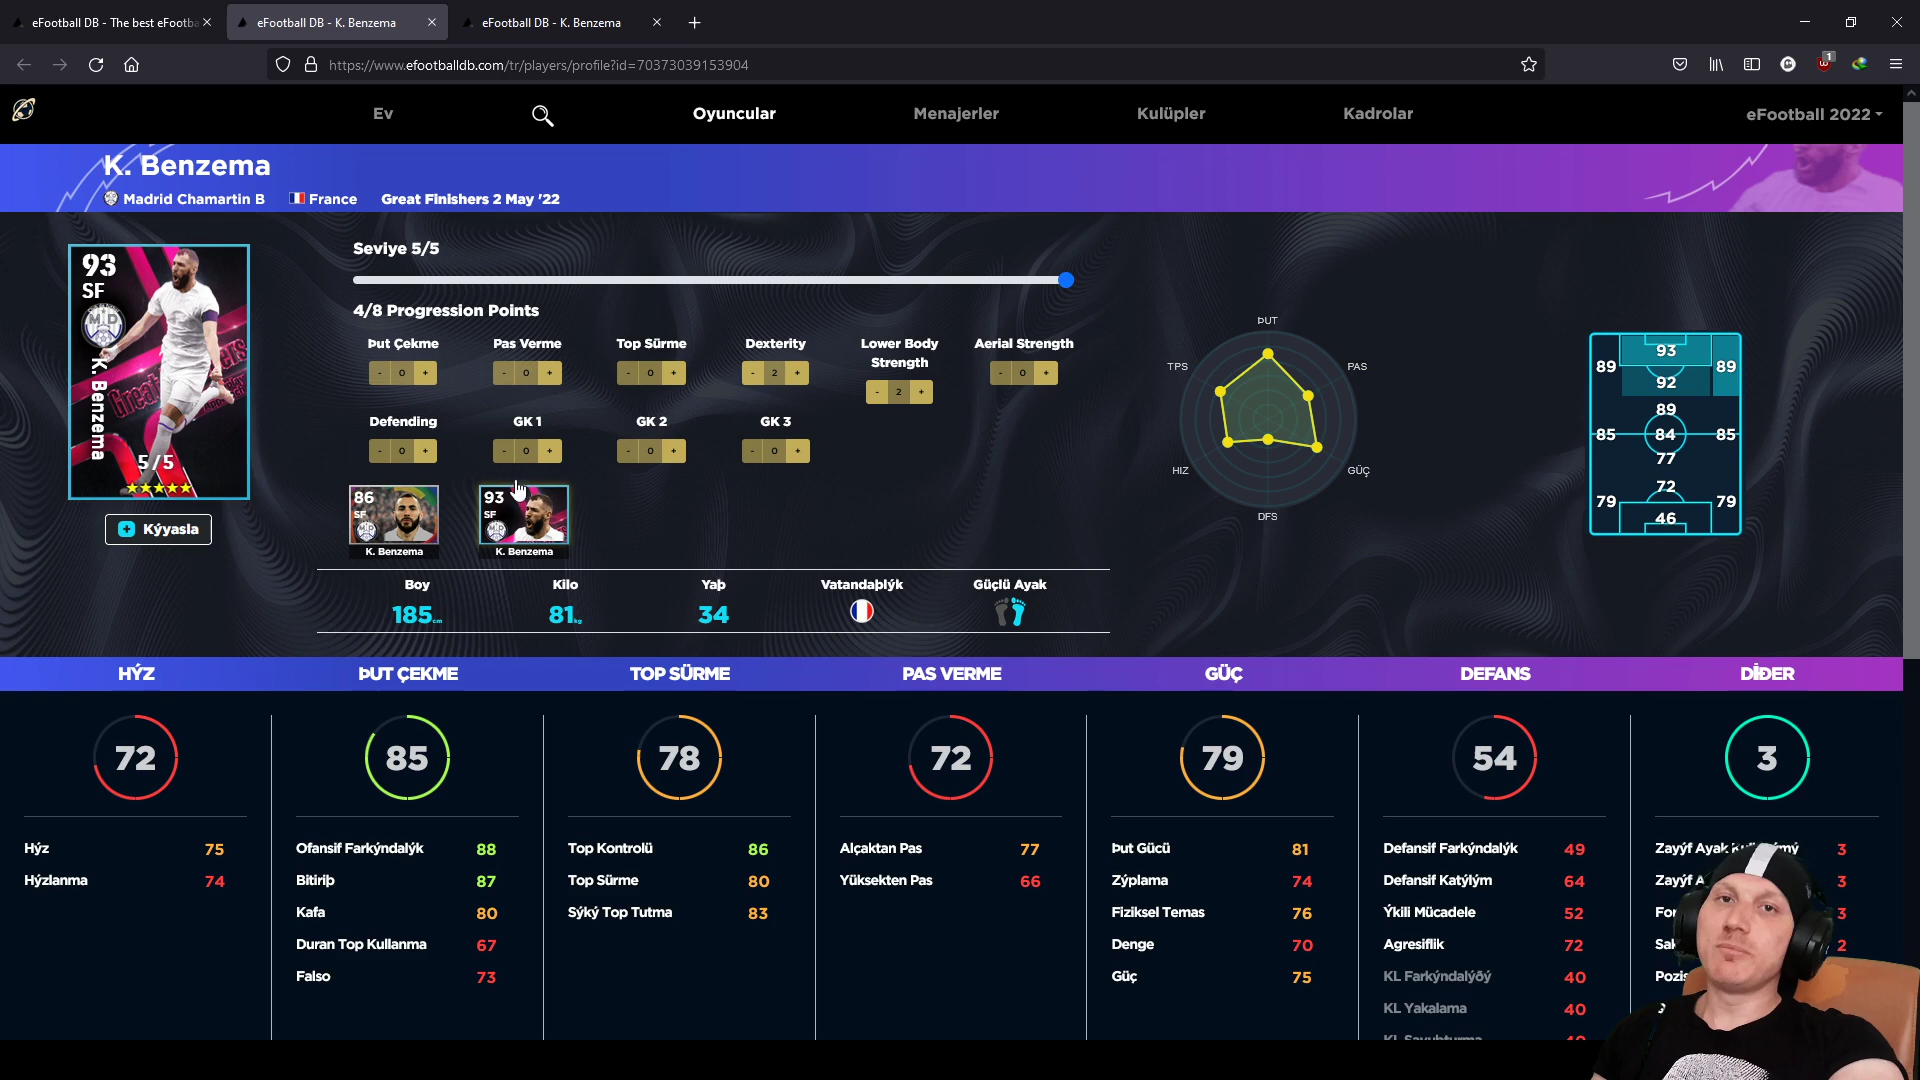 eFootball DB - The best eFootba
eFootball DB - K. Benzema
eFootball DB - K. Benzema
https://www.efootballdb.com/tr/players/profile?id=70373039153904
1
Ev
Oyuncular
Menajerler
Kulüpler
Kadrolar
eFootball 2022
K. Benzema
Madrid Chamartin B
France
Great Finishers 2 May '22
93
SF
K. Benzema
5/5
Kýyasla
Seviye 5/5
4/8 Progression Points
Þut Çekme
Pas Verme
Top Sürme
Dexterity
Lower Body
Strength
Aerial Strength
- 0 +
- 0 +
- 0 +
- 2 +
- 2 +
- 0 +
Defending
GK 1
GK 2
GK 3
- 0 +
- 0 +
- 0 +
- 0 +
86
SF
K. Benzema
93
SF
K. Benzema
Boy
Kilo
Yaþ
Vatandaþlýk
Güçlü Ayak
185cm
81kg
34
ÞUT
PAS
GÜÇ
DFS
HIZ
TPS
93
89
89
92
89
85
84
85
77
72
79
79
46
HÝZ
ÞUT ÇEKME
TOP SÜRME
PAS VERME
GÜÇ
DEFANS
DİÐER
72
85
78
72
79
54
3
Hýz 75
Hýzlanma 74
Ofansif Farkýndalýk 88
Bitiriþ 87
Kafa 80
Duran Top Kullanma 67
Falso 73
Top Kontrolü 86
Top Sürme 80
Sýký Top Tutma 83
Alçaktan Pas 77
Yüksekten Pas 66
Þut Gücü 81
Zýplama 74
Fiziksel Temas 76
Denge 70
Güç 75
Defansif Farkýndalýk 49
Defansif Katýlým 64
Ýkili Mücadele 52
Agresiflik 72
KL Farkýndalýðý 40
KL Yakalama 40
Zayýf Ayak 3
Zayýf 3
3
2